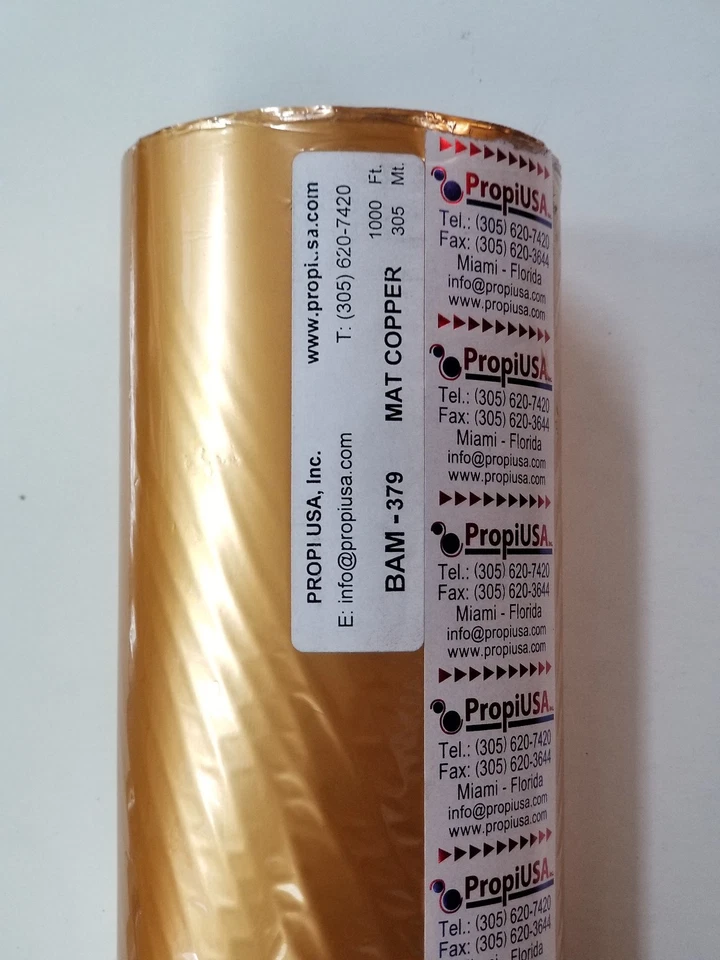 PROPI USA, Inc. www.propiusa.com
E: info@propiusa.com T: (305) 620-7420
BAM - 379 MAT COPPER 1000 Ft.
305 Mt.
PropiUSA
Tel.: (305) 620-7420
Fax: (305) 620-3644
Miami - Florida
info@propiusa.com
www.propiusa.com
PropiUSA
Tel.: (305) 620-7420
Fax: (305) 620-3644
Miami - Florida
info@propiusa.com
www.propiusa.com
PropiUSA
Tel.: (305) 620-7420
Fax: (305) 620-3644
Miami - Florida
info@propiusa.com
www.propiusa.com
PropiUSA
Tel.: (305) 620-7420
Fax: (305) 620-3644
Miami - Florida
info@propiusa.com
www.propiusa.com
PropiUSA
Tel.: (305) 620-7420
Fax: (305) 620-3644